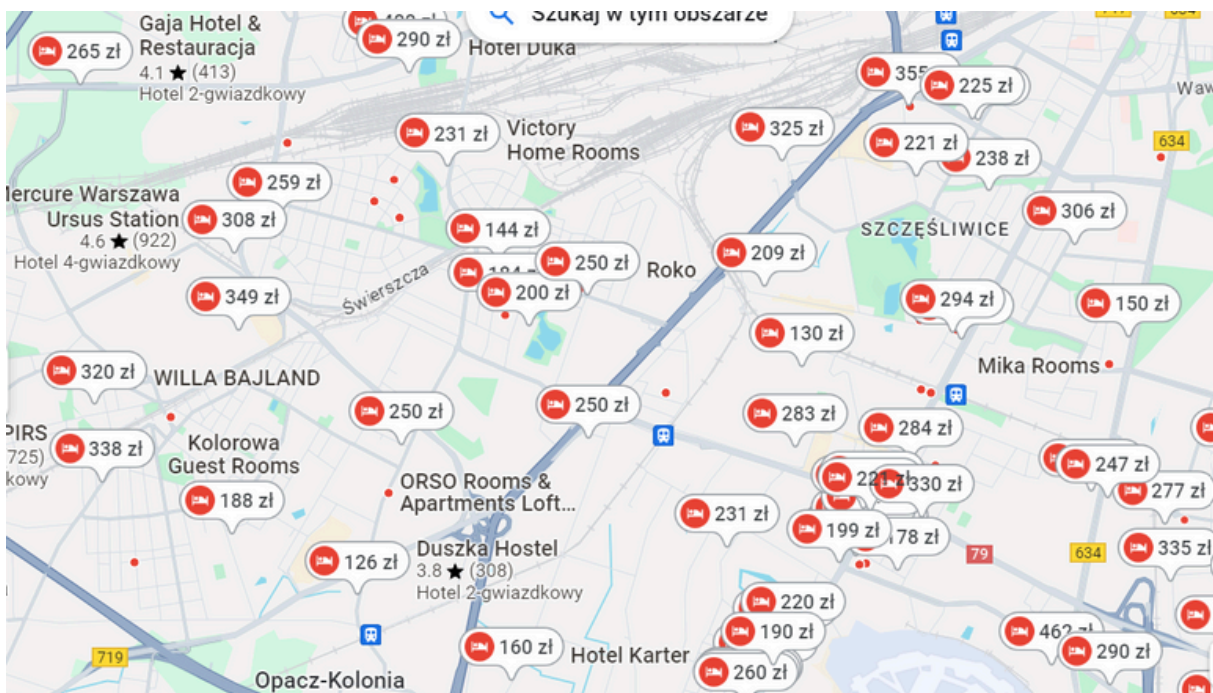 Szukaj w tym obszarze
Gaja Hotel &
Restauracja
4.1 ★ (413)
Hotel 2-gwiazdkowy
265 zł
290 zł
Hotel Duka
355
225 zł
634
231 zł
Victory
Home Rooms
325 zł
221 zł
238 zł
634
259 zł
Mercure Warszawa
Ursus Station
4.6 ★ (922)
Hotel 4-gwiazdkowy
308 zł
144 zł
306 zł
SZCZĘŚLIWICE
209 zł
250 zł
Roko
200 zł
Świerszcza
349 zł
294 zł
150 zł
130 zł
Mika Rooms
320 zł
WILLA BAJLAND
250 zł
250 zł
283 zł
284 zł
PIRS
725)
kowy
338 zł
Kolorowa
Guest Rooms
188 zł
247 zł
277 zł
221 zł
330 zł
ORSO Rooms &
Apartments Loft...
231 zł
199 zł
178 zł
335 zł
79
634
126 zł
Duszka Hostel
3.8 ★ (308)
Hotel 2-gwiazdkowy
220 zł
190 zł
462 zł
290 zł
160 zł
Hotel Karter
260 zł
719
Opacz-Kolonia